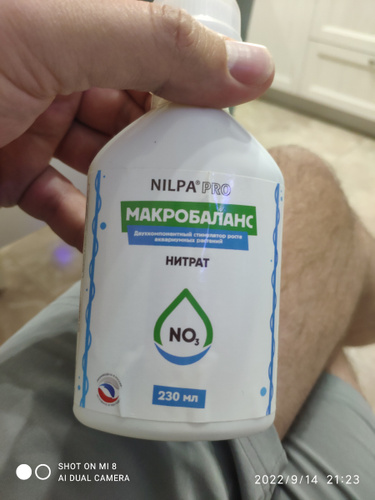 NILPA® PRO
МАКРОБАЛАНС
Двухкомпонентный стимулятор роста
аквариумных растений
НИТРАТ
NO₃
230 мл
SHOT ON MI 8
AI DUAL CAMERA
2022/9/14 21:23